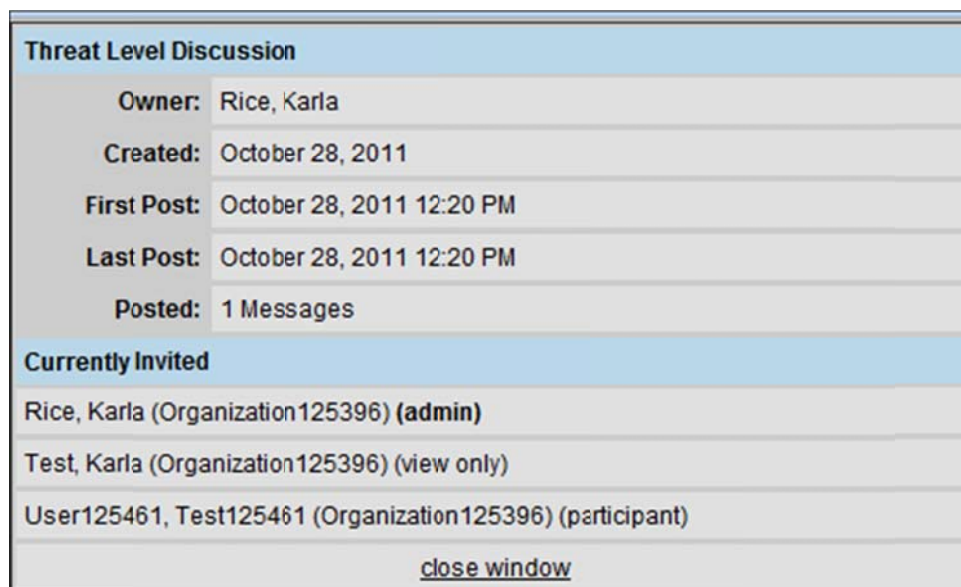 Threat Level Discussion
Owner: Rice, Karla
Created: October 28, 2011
First Post: October 28, 2011 12:20 PM
Last Post: October 28, 2011 12:20 PM
Posted: 1 Messages
Currently Invited
Rice, Karla (Organization125396) (admin)
Test, Karla (Organization125396) (view only)
User125461, Test125461 (Organization125396) (participant)
close window